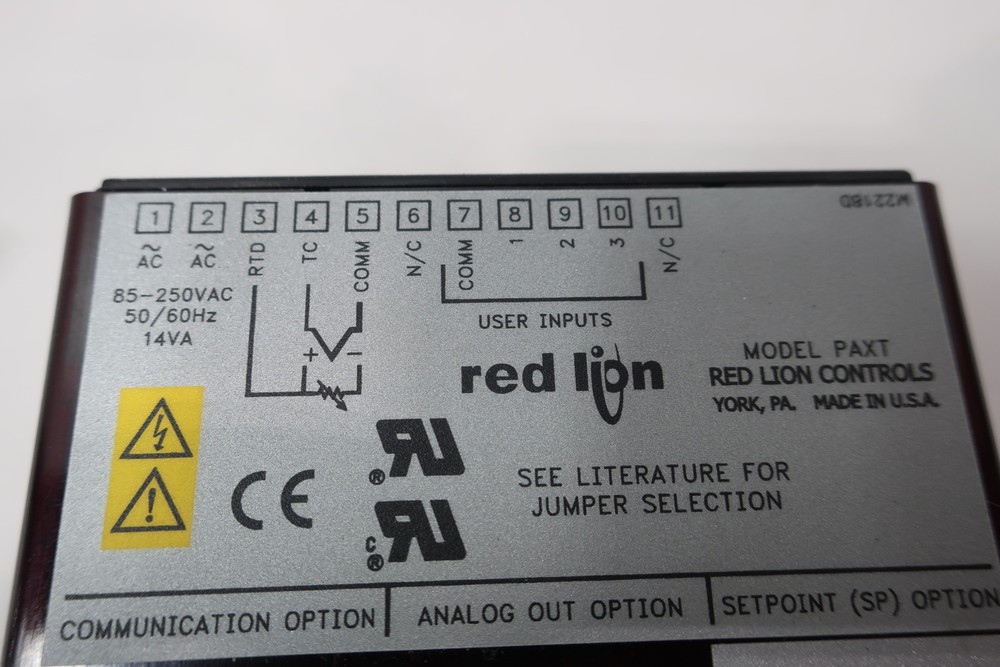 1 2 3 4 5 6 7 8 9 10 11
W2218D
AC AC RTD TC COMM N/C COMM 1 2 3 N/C
85-250VAC
50/60Hz
14VA
+ -
USER INPUTS
red lion
MODEL PAXT
RED LION CONTROLS
YORK, PA. MADE IN U.S.A.
CE
RU ®
C RU ®
SEE LITERATURE FOR
JUMPER SELECTION
COMMUNICATION OPTION
ANALOG OUT OPTION
SETPOINT (SP) OPTION